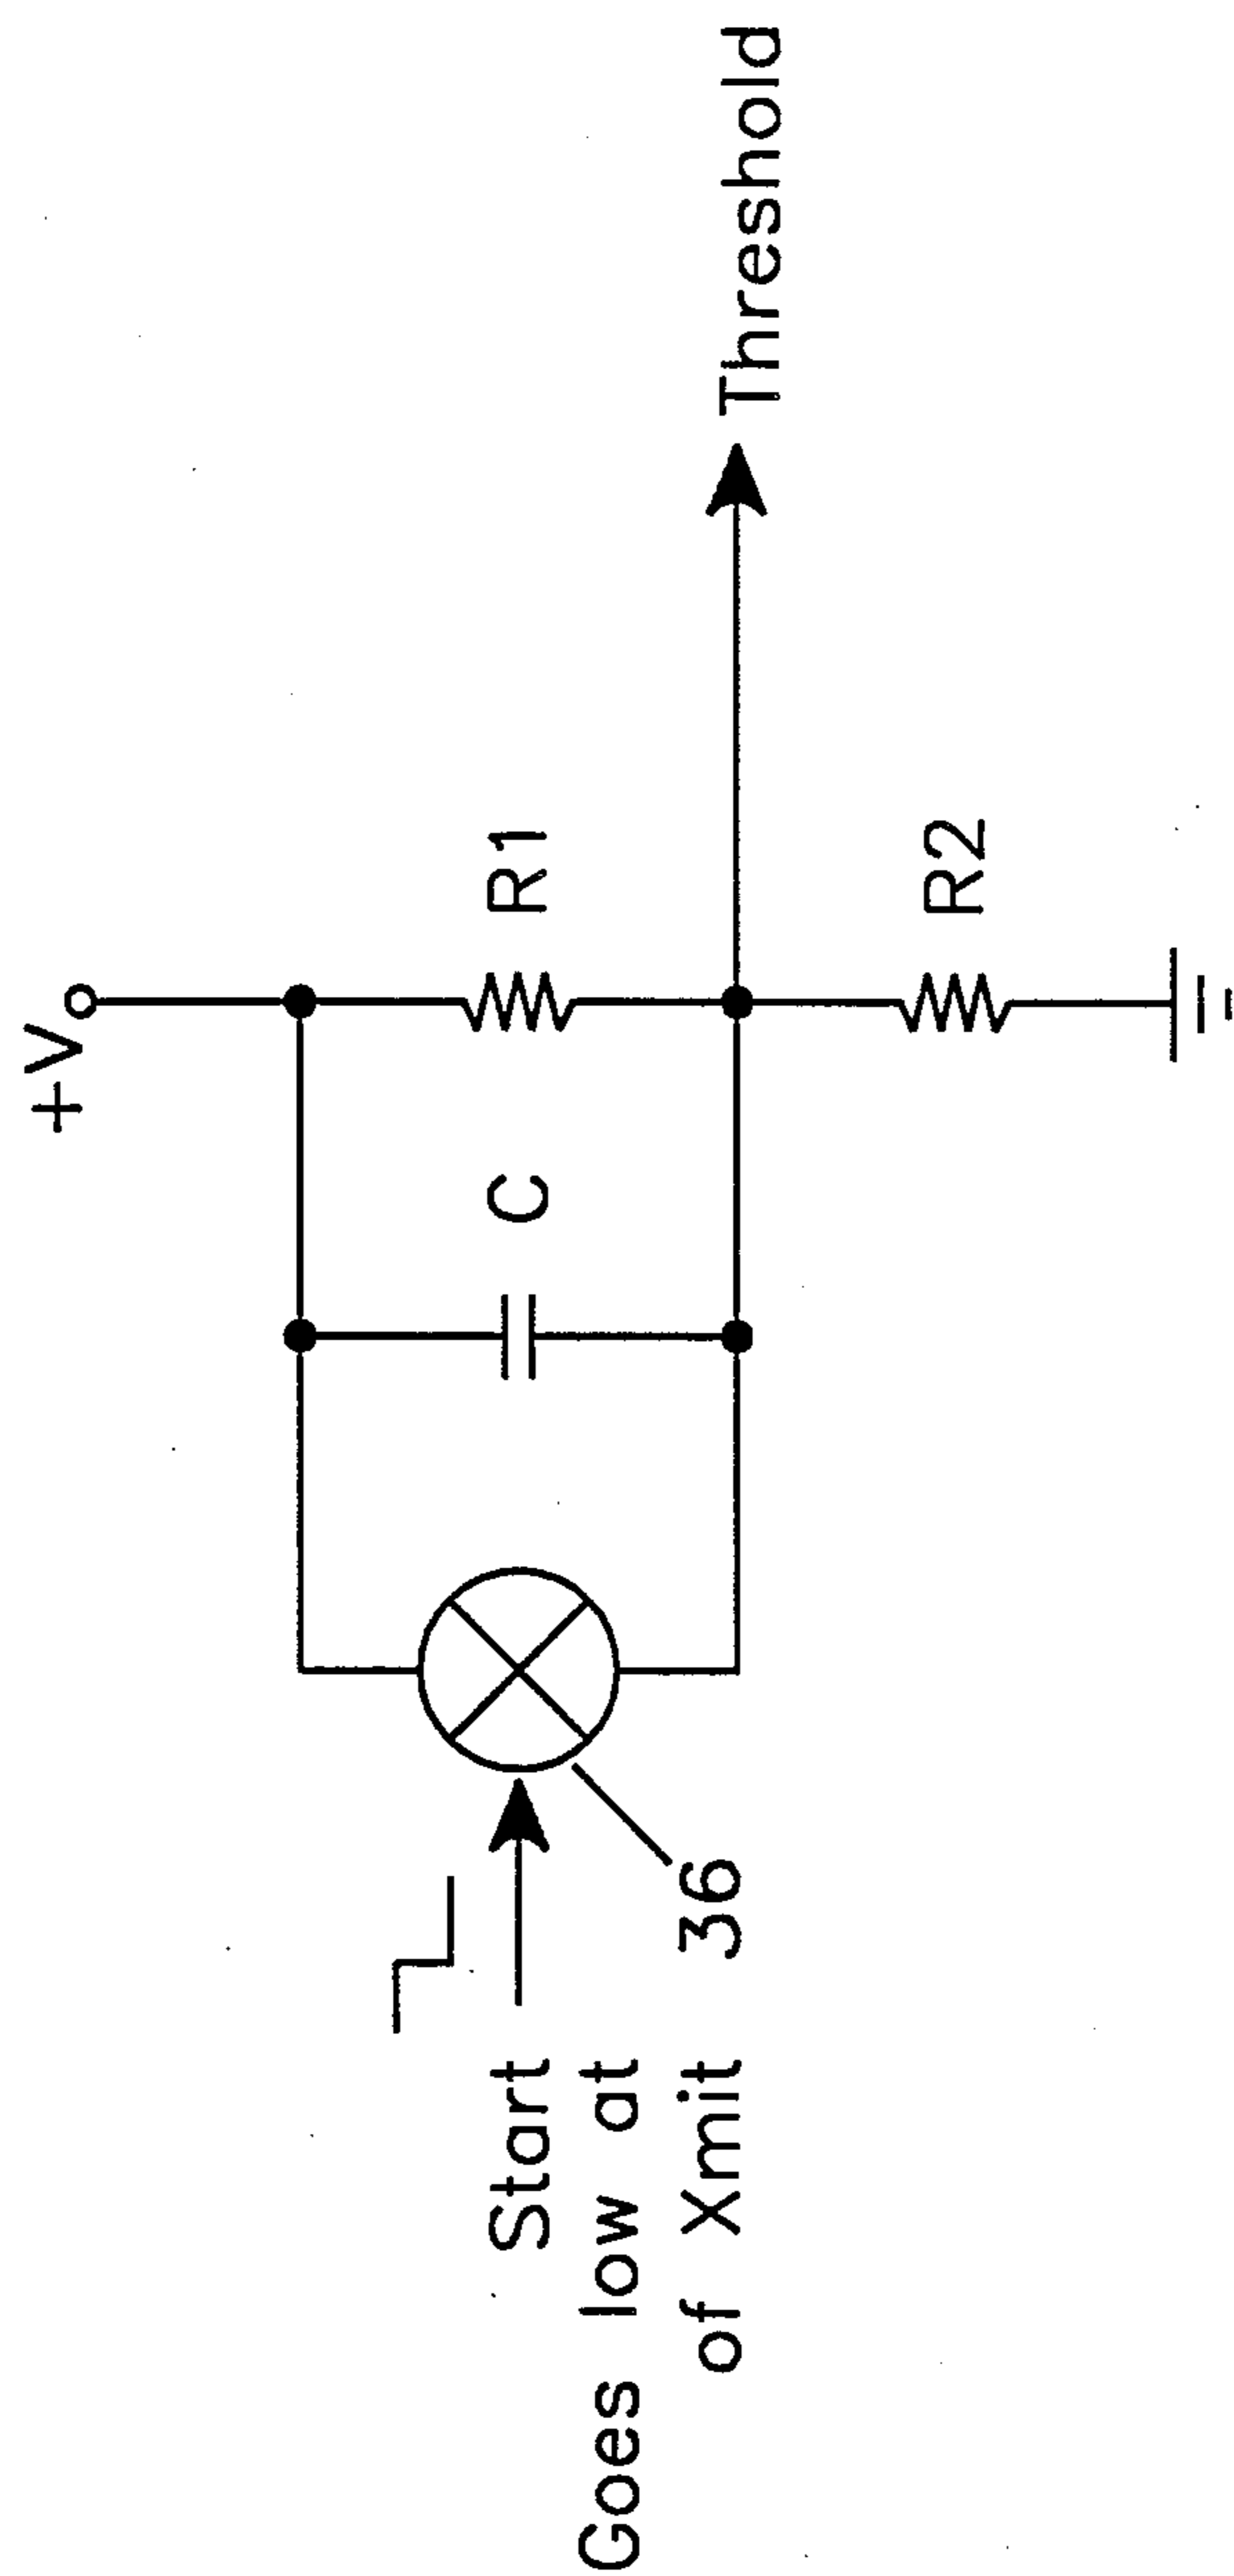 +V
C
R1
Start
Goes low at
of Xmit
36
Threshold
R2